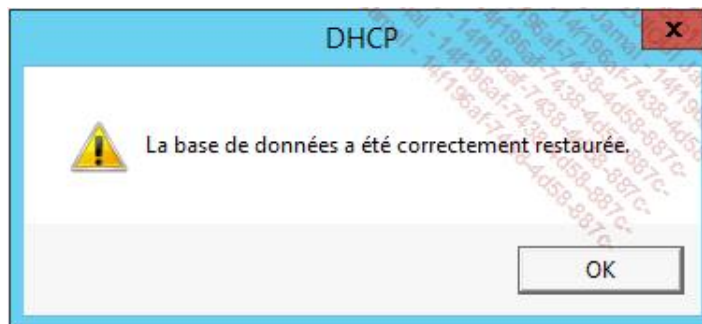 DHCP
x
La base de données a été correctement restaurée.
OK